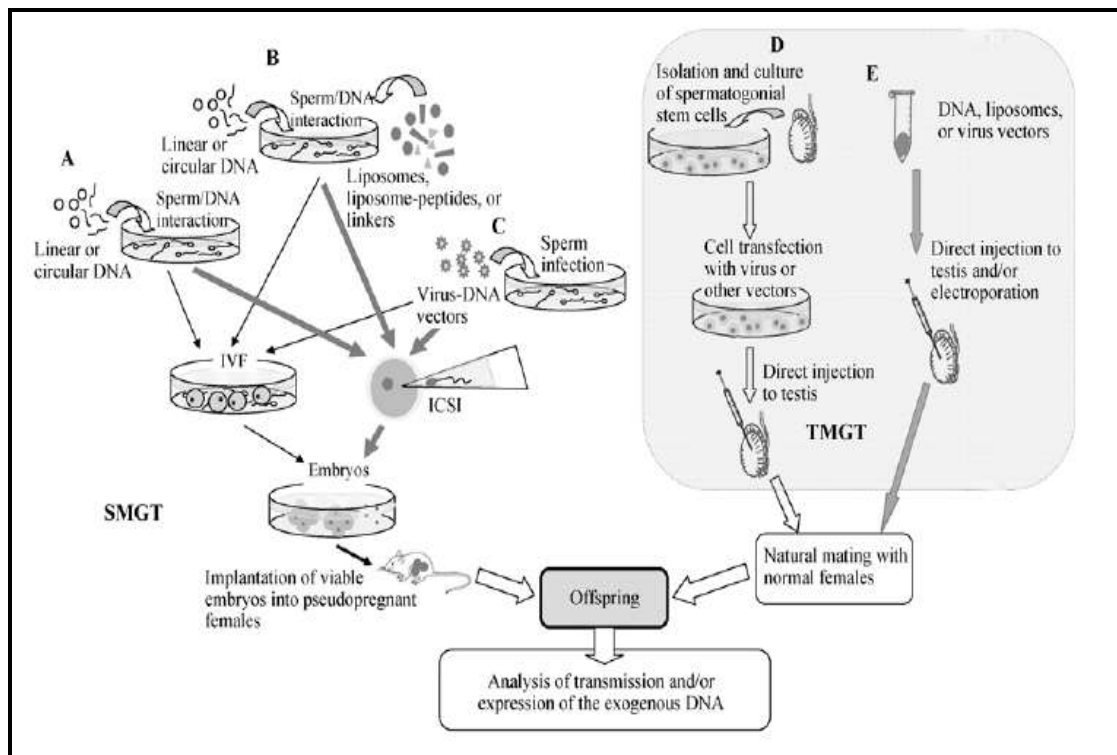 A
Linear or
circular DNA
Sperm/DNA
interaction
B
Linear or
circular DNA
Sperm/DNA
interaction
Liposomes,
liposome-peptides, or
linkers
C
Virus-DNA
vectors
Sperm
infection
IVF
ICSI
Embryos
SMGT
Implantation of viable
embryos into pseudopregnant
females
D
Isolation and culture
of spermatogonial
stem cells
Cell transfection
with virus or
other vectors
Direct injection
to testis
E
DNA, liposomes,
or virus vectors
Direct injection to
testis and/or
electroporation
TMGT
Natural mating with
normal females
Offspring
Analysis of transmission and/or
expression of the exogenous DNA